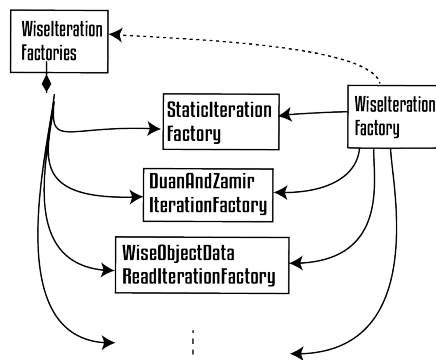 WiseIteration
Factories
StaticIteration
Factory
WiseIteration
Factory
DuanAndZamir
IterationFactory
WiseObjectData
ReadIterationFactory